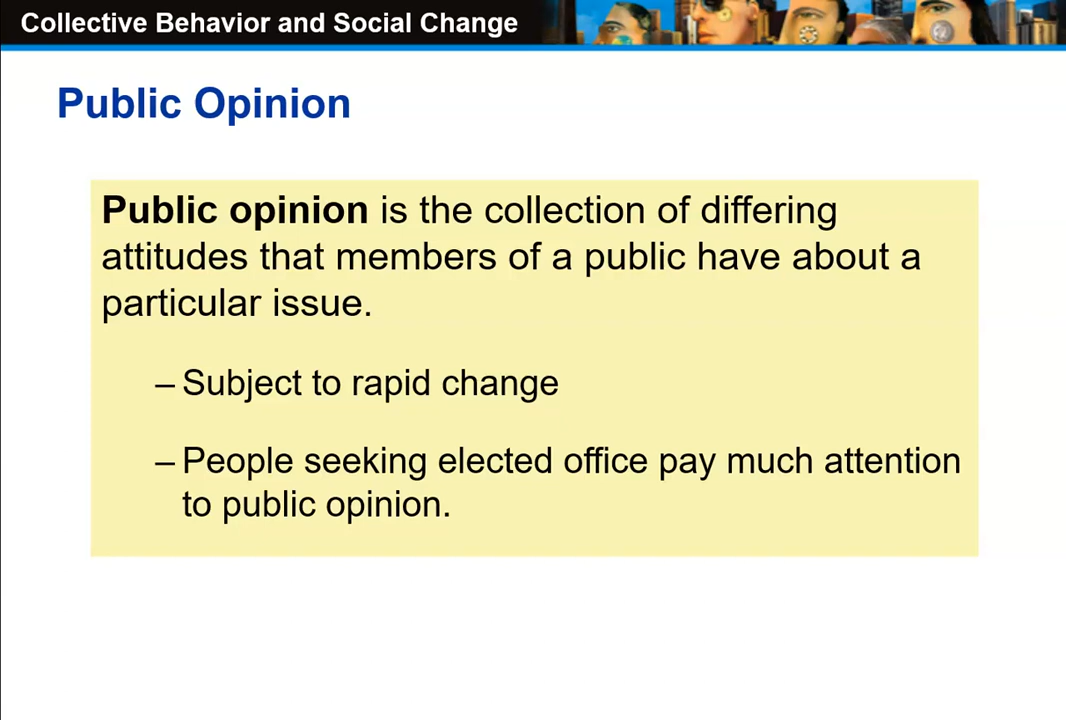 Collective Behavior and Social Change
Public Opinion
Public opinion is the collection of differing
attitudes that members of a public have about a
particular issue.
– Subject to rapid change
– People seeking elected office pay much attention
to public opinion.